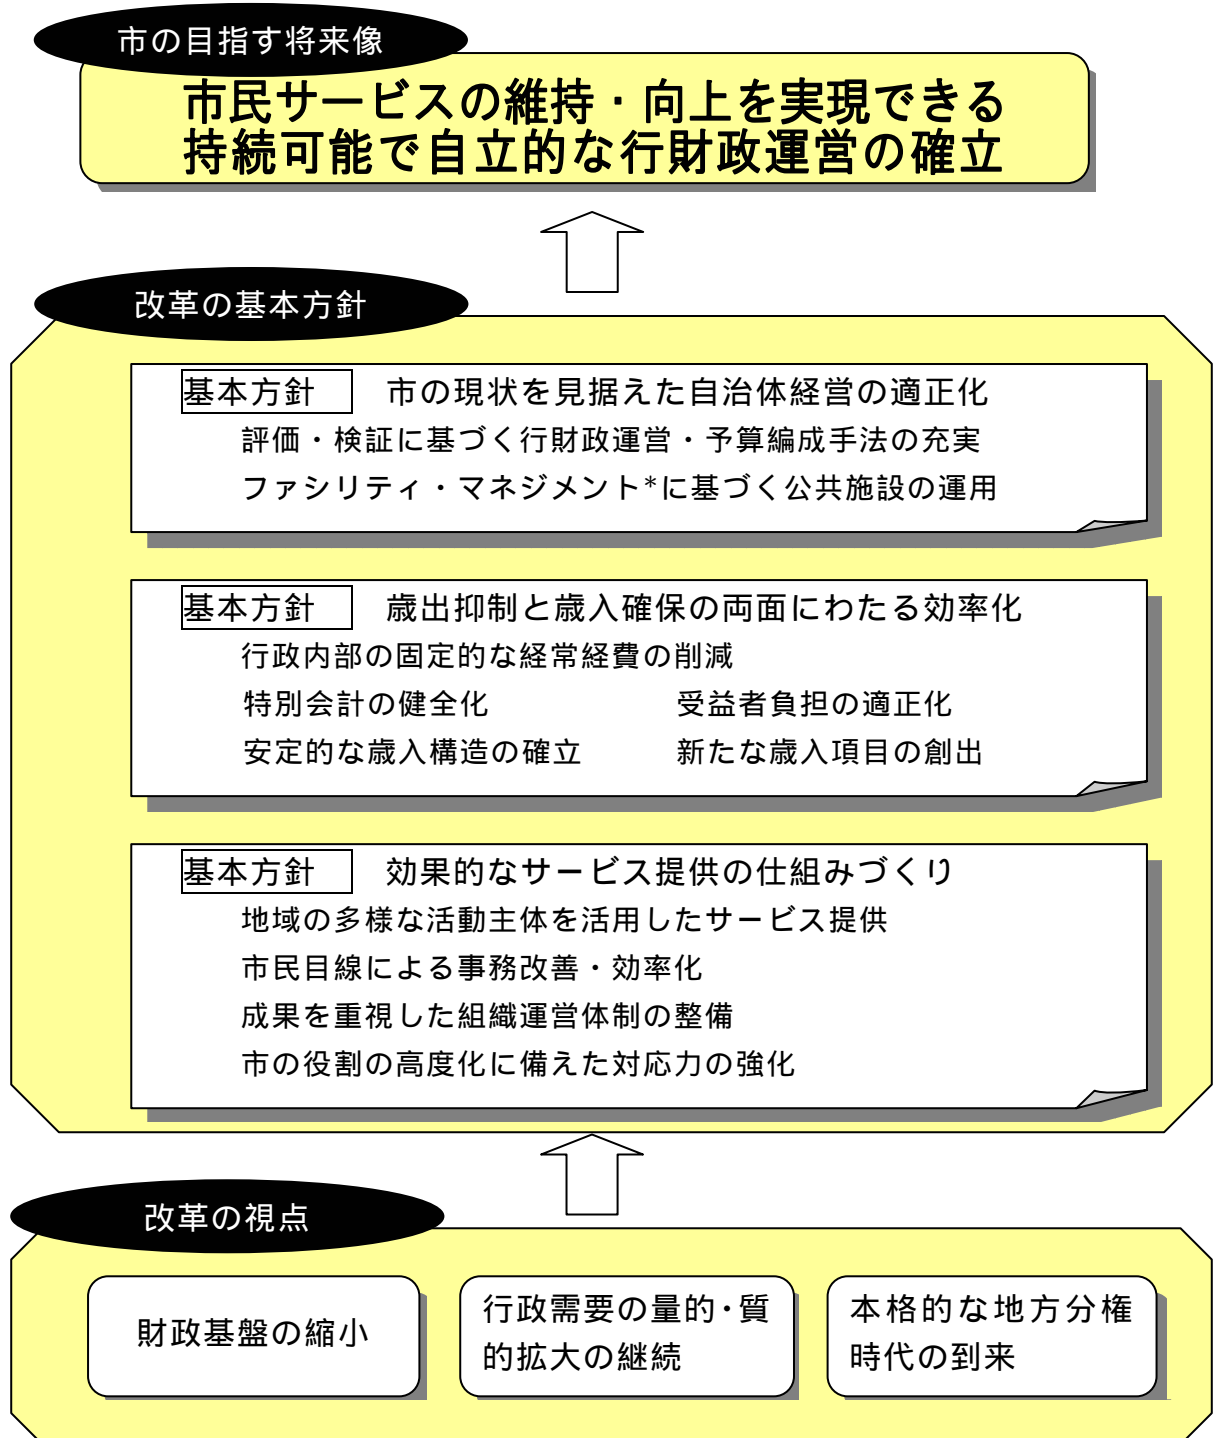 市の目指す将来像
市民サービスの維持・向上を実現できる
持続可能で自立的な行財政運営の確立
改革の基本方針
基本方針 市の現状を見据えた自治体経営の適正化
評価・検証に基づく行財政運営・予算編成手法の充実
ファシリティ・マネジメント*に基づく公共施設の運用
基本方針 歳出抑制と歳入確保の両面にわたる効率化
行政内部の固定的な経常経費の削減
特別会計の健全化 受益者負担の適正化
安定的な歳入構造の確立 新たな歳入項目の創出
基本方針 効果的なサービス提供の仕組みづくり
地域の多様な活動主体を活用したサービス提供
市民目線による事務改善・効率化
成果を重視した組織運営体制の整備
市の役割の高度化に備えた対応力の強化
改革の視点
財政基盤の縮小
行政需要の量的・質
的拡大の継続
本格的な地方分権
時代の到来